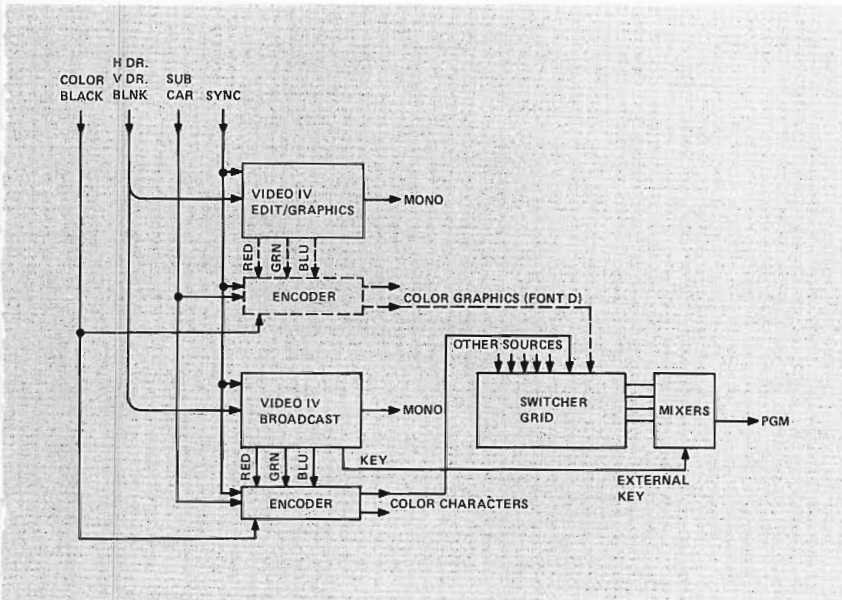 COLOR
BLACK
H DR.
V DR.
BLNK
SUB
CAR
SYNC
VIDEO IV
EDIT/GRAPHICS
MONO
RED
GRN
BLU
ENCODER
COLOR GRAPHICS (FONT D)
OTHER SOURCES
VIDEO IV
BROADCAST
MONO
SWITCHER
GRID
MIXERS
PGM
RED
GRN
BLU
KEY
EXTERNAL
KEY
ENCODER
COLOR CHARACTERS